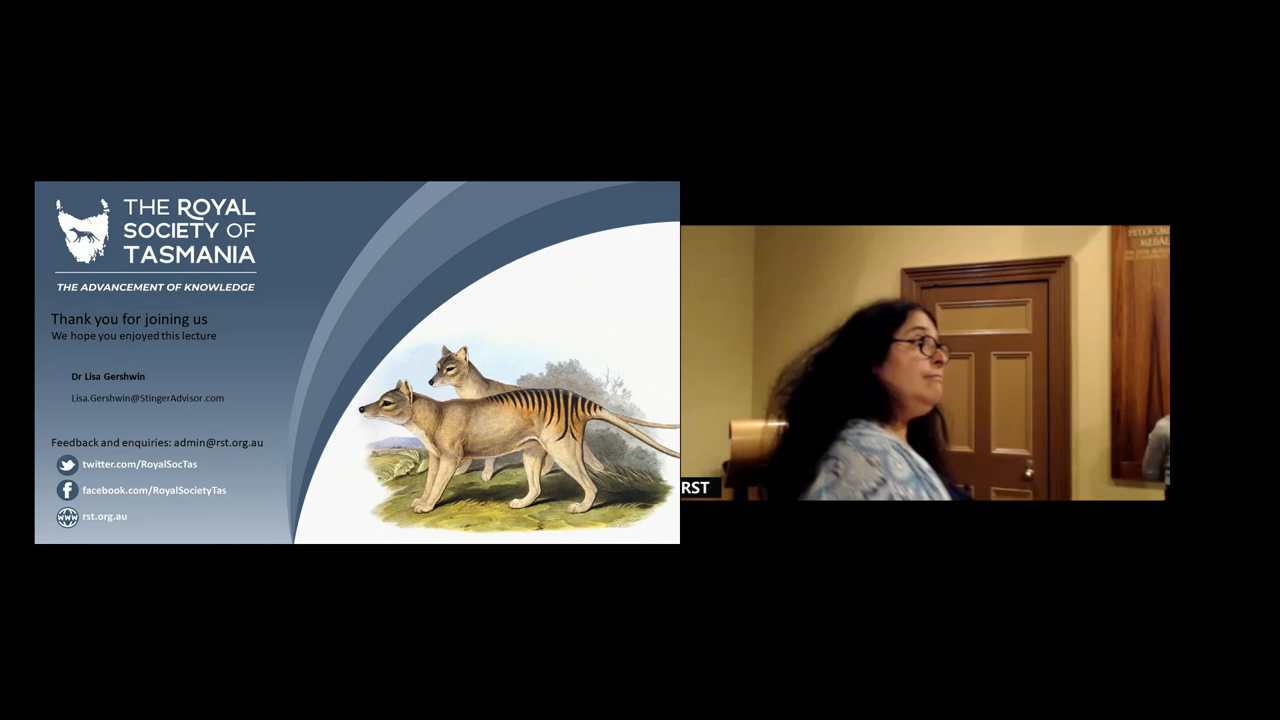 THE ROYAL
SOCIETY OF
TASMANIA
THE ADVANCEMENT OF KNOWLEDGE
Thank you for joining us
We hope you enjoyed this lecture
Dr Lisa Gershwin
Lisa.Gershwin@StingerAdvisor.com
Feedback and enquiries: admin@rst.org.au
twitter.com/RoyalSocTas
facebook.com/RoyalSocietyTas
www rst.org.au
RST
PETER
MEDAL